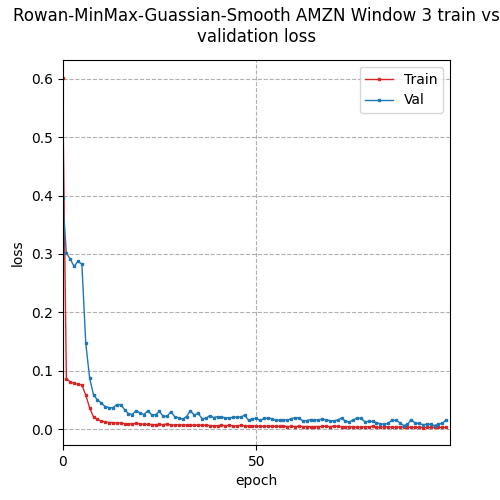 Rowan-MinMax-Guassian-Smooth AMZN Window 3 train vs
validation loss
Train
Val
0.6
0.5
0.4
0.3
0.2
0.1
0.0
loss
0
50
epoch